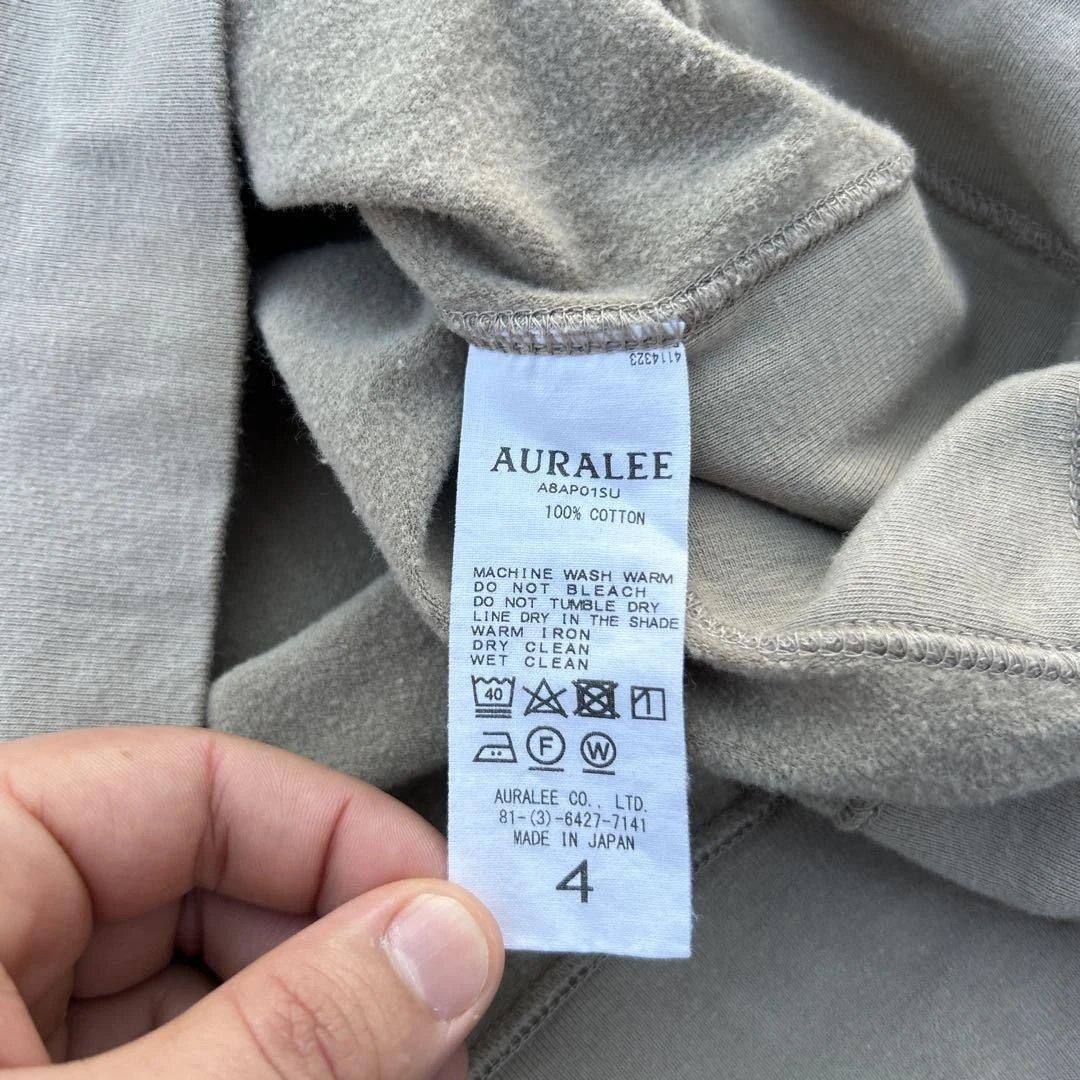 4114323
AURALEE
A8AP01SU
100% COTTON
MACHINE WASH WARM
DO NOT BLEACH
DO NOT TUMBLE DRY
LINE DRY IN THE SHADE
WARM IRON
DRY CLEAN
WET CLEAN
40
F W
AURALEE CO., LTD.
81-(3)-6427-7141
MADE IN JAPAN
4